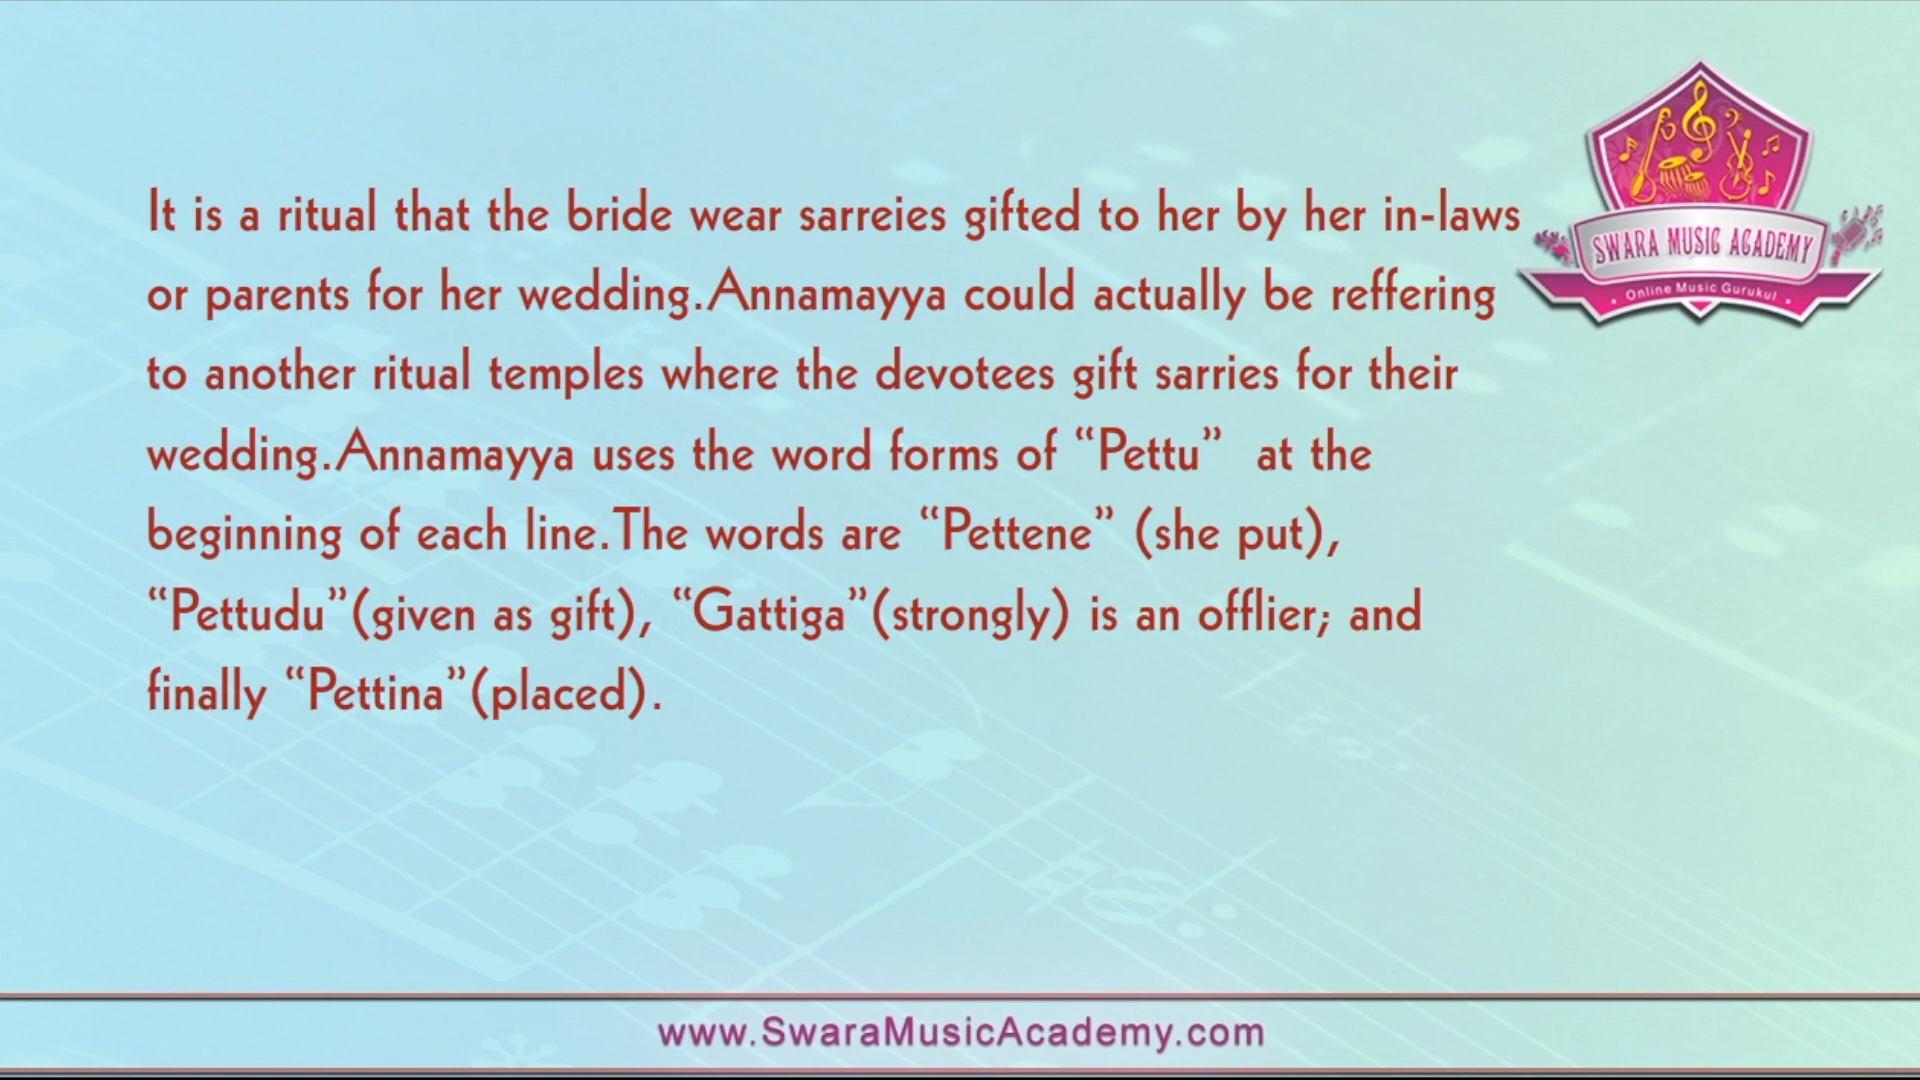 It is a ritual that the bride wear sarreies gifted to her by her in-laws
or parents for her wedding.Annamayya could actually be reffering
to another ritual temples where the devotees gift sarries for their
wedding.Annamayya uses the word forms of “Pettu” at the
beginning of each line.The words are “Pettene” (she put),
“Pettudu”(given as gift), “Gattiga”(strongly) is an offlier; and
finally “Pettina”(placed).
SWARA MUSIC ACADEMY
• Online Music Gurukul •
www.SwaraMusicAcademy.com